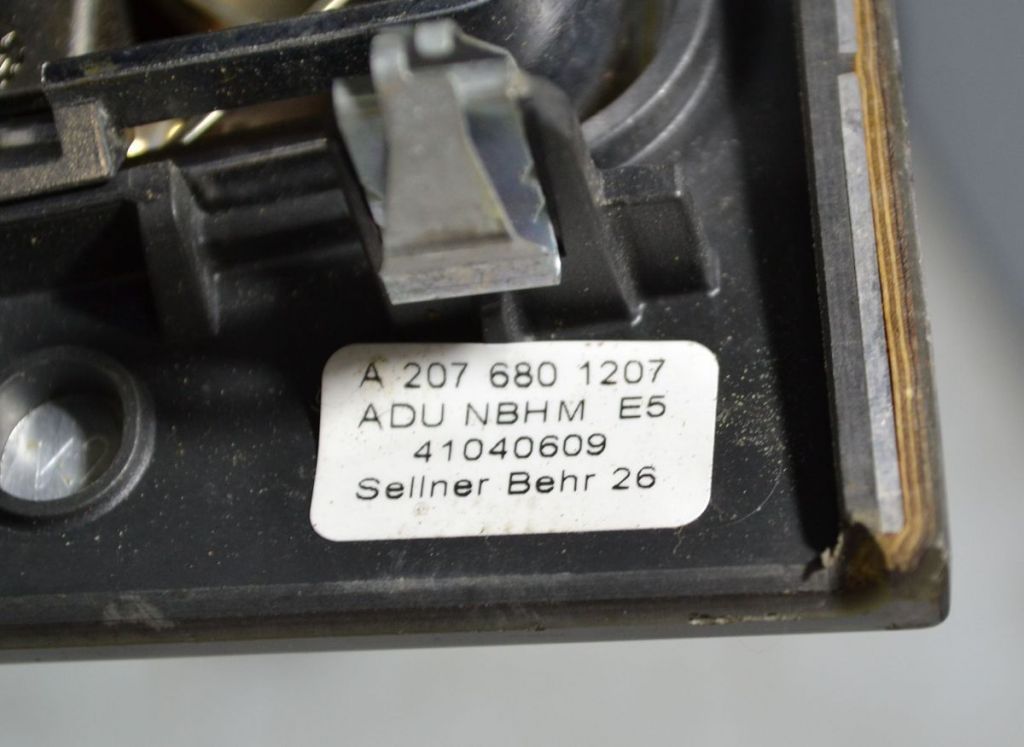 A 207 680 1207
ADU NBHM E5
41040609
Sellner Behr 26